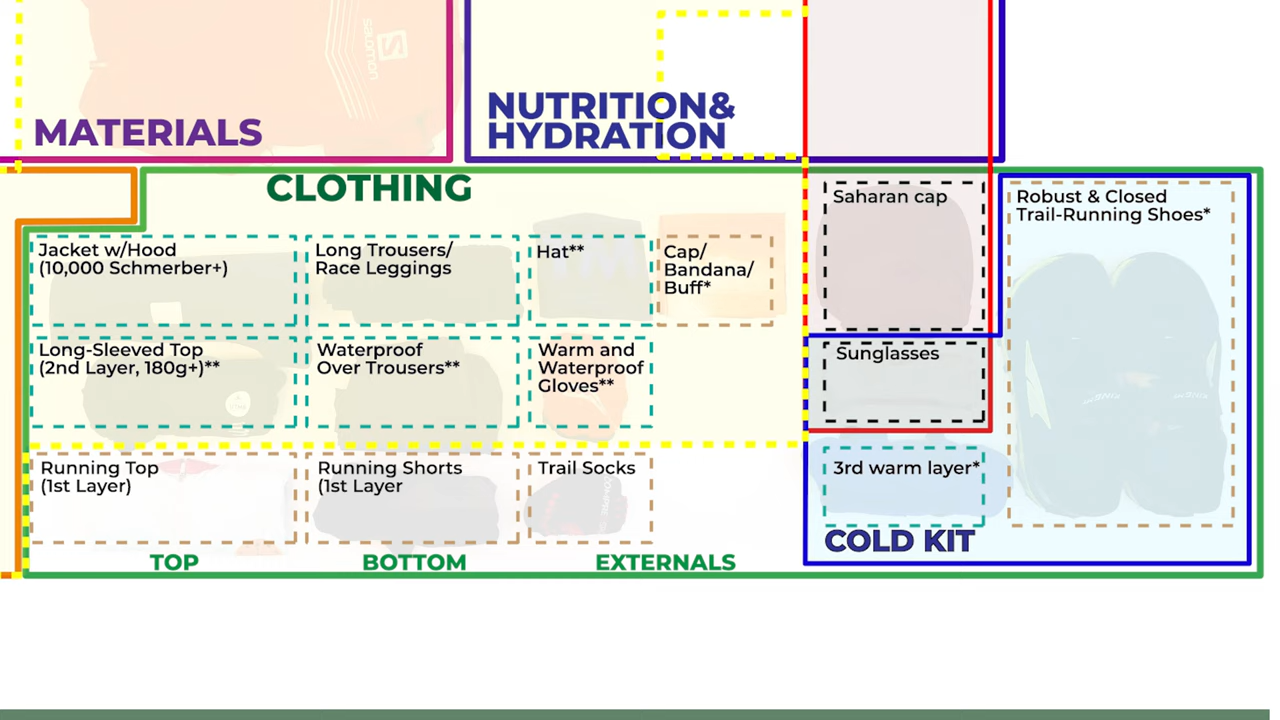 salomon
MATERIALS
NUTRITION&
HYDRATION
CLOTHING
Jacket w/Hood
(10,000 Schmerber+)
Long Trousers/
Race Leggings
Hat**
Cap/
Bandana/
Buff*
Saharan cap
Robust & Closed
Trail-Running Shoes*
Long-Sleeved Top
(2nd Layer, 180g+)**
Waterproof
Over Trousers**
Warm and
Waterproof
Gloves**
Sunglasses
Running Top
(1st Layer)
Running Shorts
(1st Layer
Trail Socks
3rd warm layer*
COLD KIT
TOP
BOTTOM
EXTERNALS